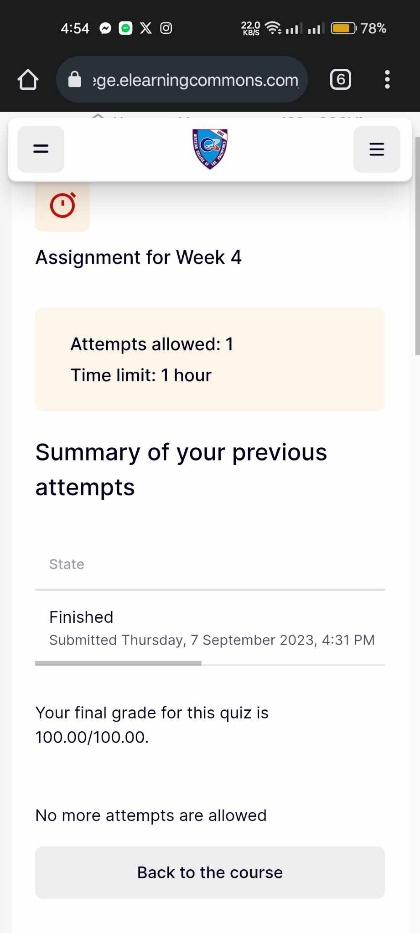 4:54
22.0
KB/S
78%
ege.elearningcommons.com
6
Assignment for Week 4
Attempts allowed: 1
Time limit: 1 hour
Summary of your previous
attempts
State
Finished
Submitted Thursday, 7 September 2023, 4:31 PM
Your final grade for this quiz is
100.00/100.00.
No more attempts are allowed
Back to the course